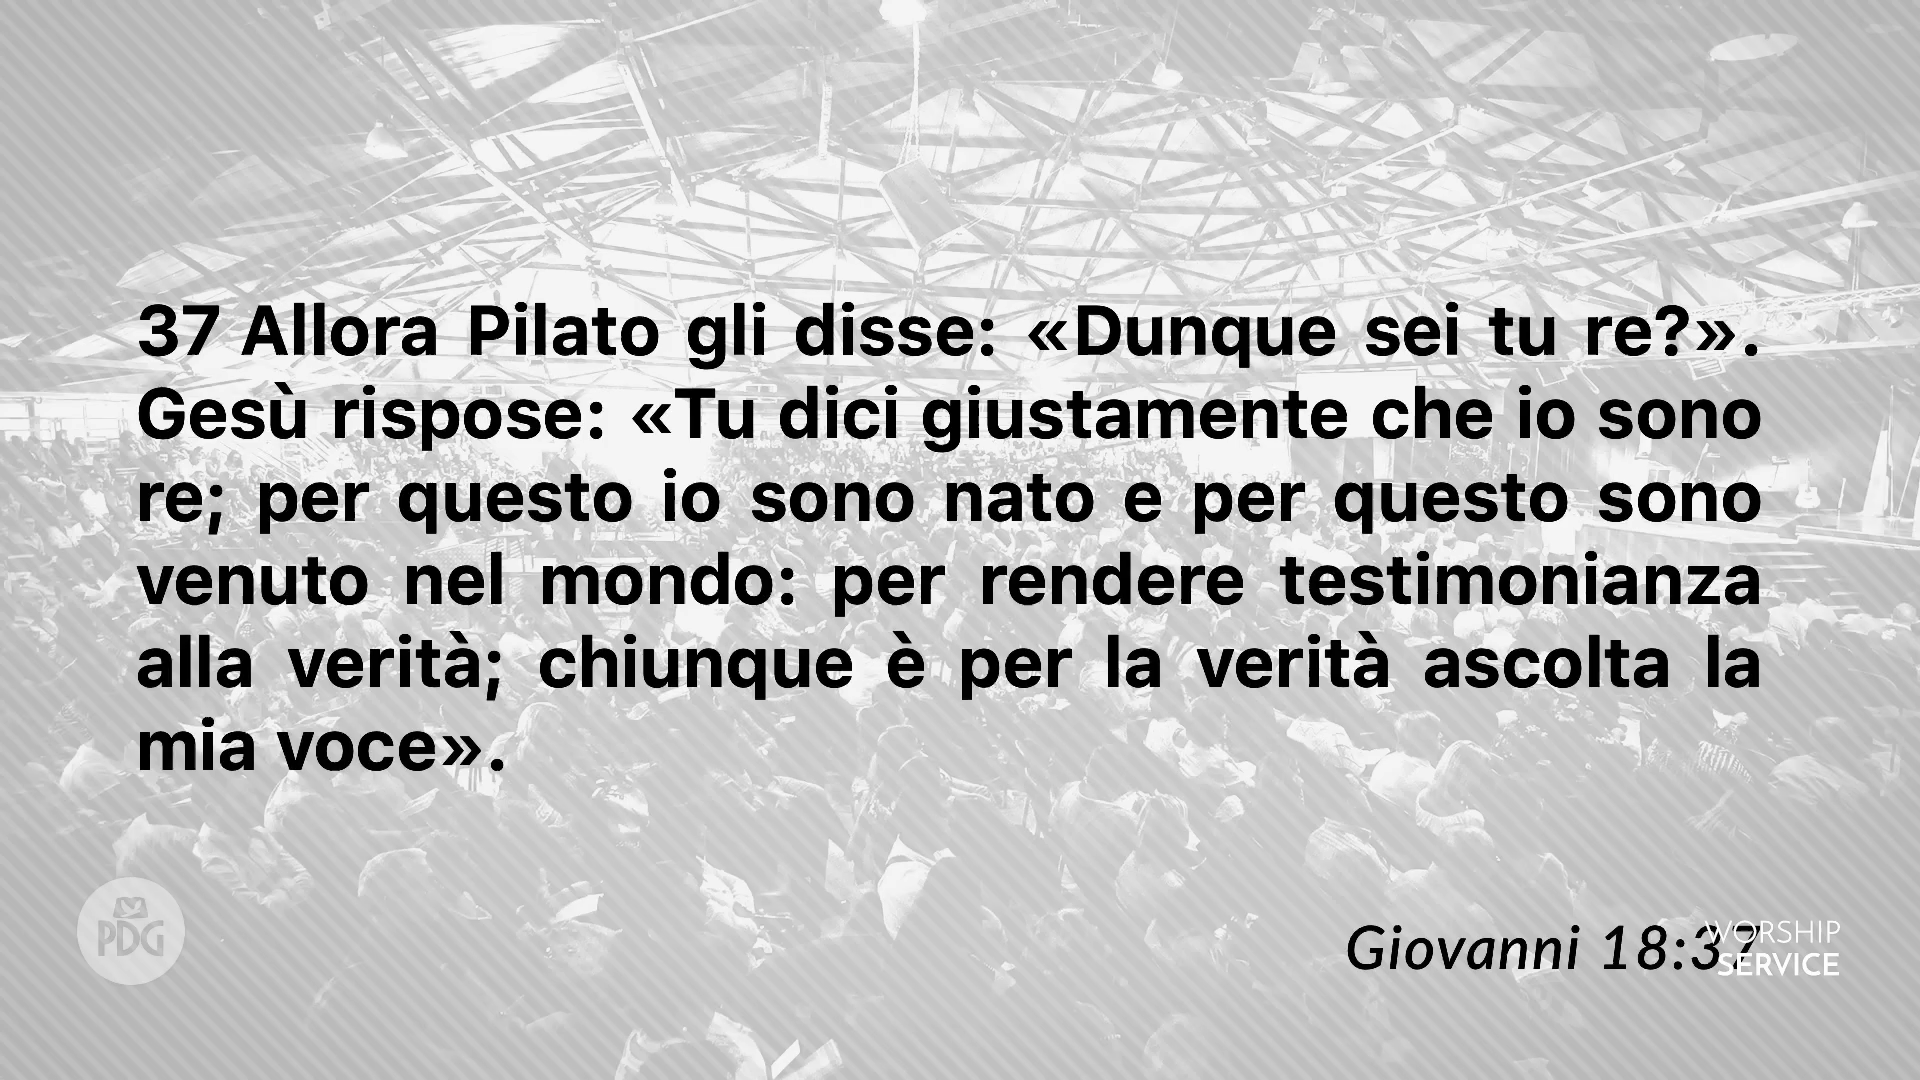 37 Allora Pilato gli disse: «Dunque sei tu re?».
Gesù rispose: «Tu dici giustamente che io sono
re; per questo io sono nato e per questo sono
venuto nel mondo: per rendere testimonianza
alla verità; chiunque è per la verità ascolta la
mia voce».
PDG
Giovanni 18:37
WORSHIP
SERVICE